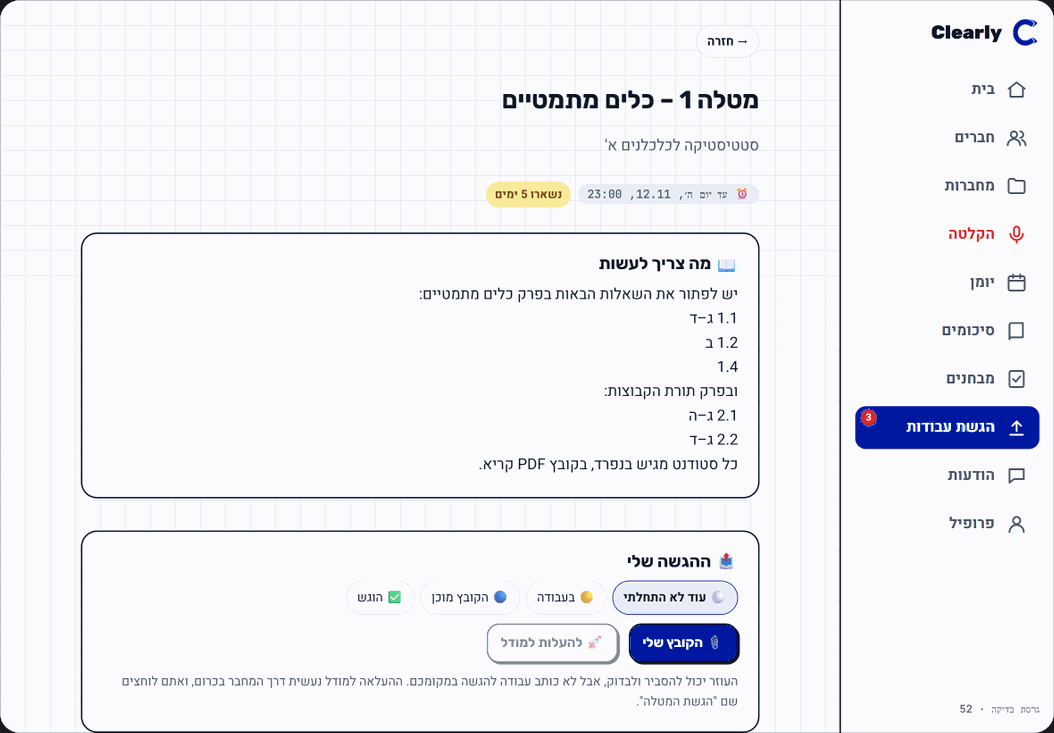 Clearly
בית
חברים
מחברות
הקלטה
יומן
סיכומים
מבחנים
הגשת עבודות
3
הודעות
פרופיל
גרסת בדיקה · 52
→ חזרה
מטלה 1 – כלים מתמטיים
סטטיסטיקה לכלכלנים א'
⏰ עד יום ה׳, 12.11, 23:00
נשארו 5 ימים
📖 מה צריך לעשות
יש לפתור את השאלות הבאות בפרק כלים מתמטיים:
1.1 ג–ד
1.2 ב
1.4
ובפרק תורת הקבוצות:
2.1 ג–ה
2.2 ג–ד
כל סטודנט מגיש בנפרד, בקובץ PDF קריא.
📤 ההגשה שלי
עוד לא התחלתי
🟡 בעבודה
🔵 הקובץ מוכן
✅ הוגש
📎 הקובץ שלי
🚀 להעלות למודל
העוזר יכול להסביר ולבדוק, אבל לא כותב עבודה להגשה במקומכם. ההעלאה למודל נעשית דרך המחבר בכרום, ואתם לוחצים
שם "הגשת המטלה".